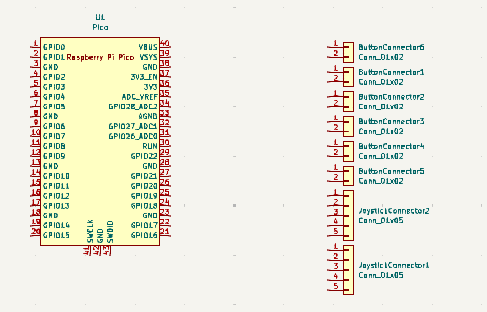 U1
Pico
Raspberry Pi Pico
1 GPIO0 VBUS 40
2 GPIO1 VSYS 39
3 GND GND 38
4 GPIO2 3V3_EN 37
5 GPIO3 3V3 36
6 GPIO4 ADC_VREF 35
7 GPIO5 GPIO28_ADC2 34
8 GND AGND 33
9 GPIO6 GPIO27_ADC1 32
10 GPIO7 GPIO26_ADC0 31
11 GPIO8 RUN 30
12 GPIO9 GPIO22 29
13 GND GND 28
14 GPIO10 GPIO21 27
15 GPIO11 GPIO20 26
16 GPIO12 GPIO19 25
17 GPIO13 GPIO18 24
18 GND GND 23
19 GPIO14 GPIO17 22
20 GPIO15 GPIO16 21
SWCLK GND SWDIO
41 42 43
1 ButtonConnector6
2 Conn_01x02
1 ButtonConnector1
2 Conn_01x02
1 ButtonConnector2
2 Conn_01x02
1 ButtonConnector3
2 Conn_01x02
1 ButtonConnector4
2 Conn_01x02
1 ButtonConnector5
2 Conn_01x02
1
2
3 JoystickConnector2
4 Conn_01x05
5
1
2
3 JoystickConnector1
4 Conn_01x05
5